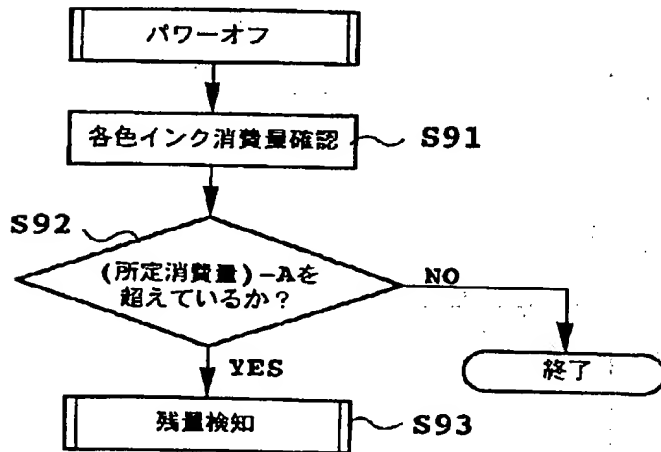 パワーオフ
各色インク消費量確認
S91
S92
(所定消費量)-Aを
超えているか?
NO
YES
終了
残量検知
S93